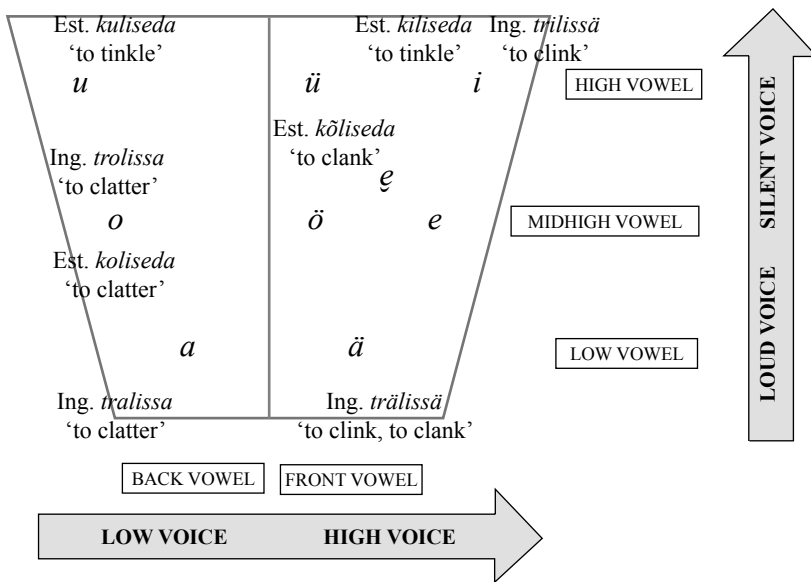 Est. kuliseda
‘to tinkle’
Est. kiliseda
‘to tinkle’
Ing. trilissä
‘to clink’
u
ü
i
HIGH VOWEL
Est. kõliseda
‘to clank’
Ing. trolissa
‘to clatter’
e̮
o
ö
e
MIDHIGH VOWEL
Est. koliseda
‘to clatter’
a
ä
LOW VOWEL
Ing. tralissa
‘to clatter’
Ing. trälissä
‘to clink, to clank’
BACK VOWEL
FRONT VOWEL
LOW VOICE
HIGH VOICE
LOUD VOICE
SILENT VOICE